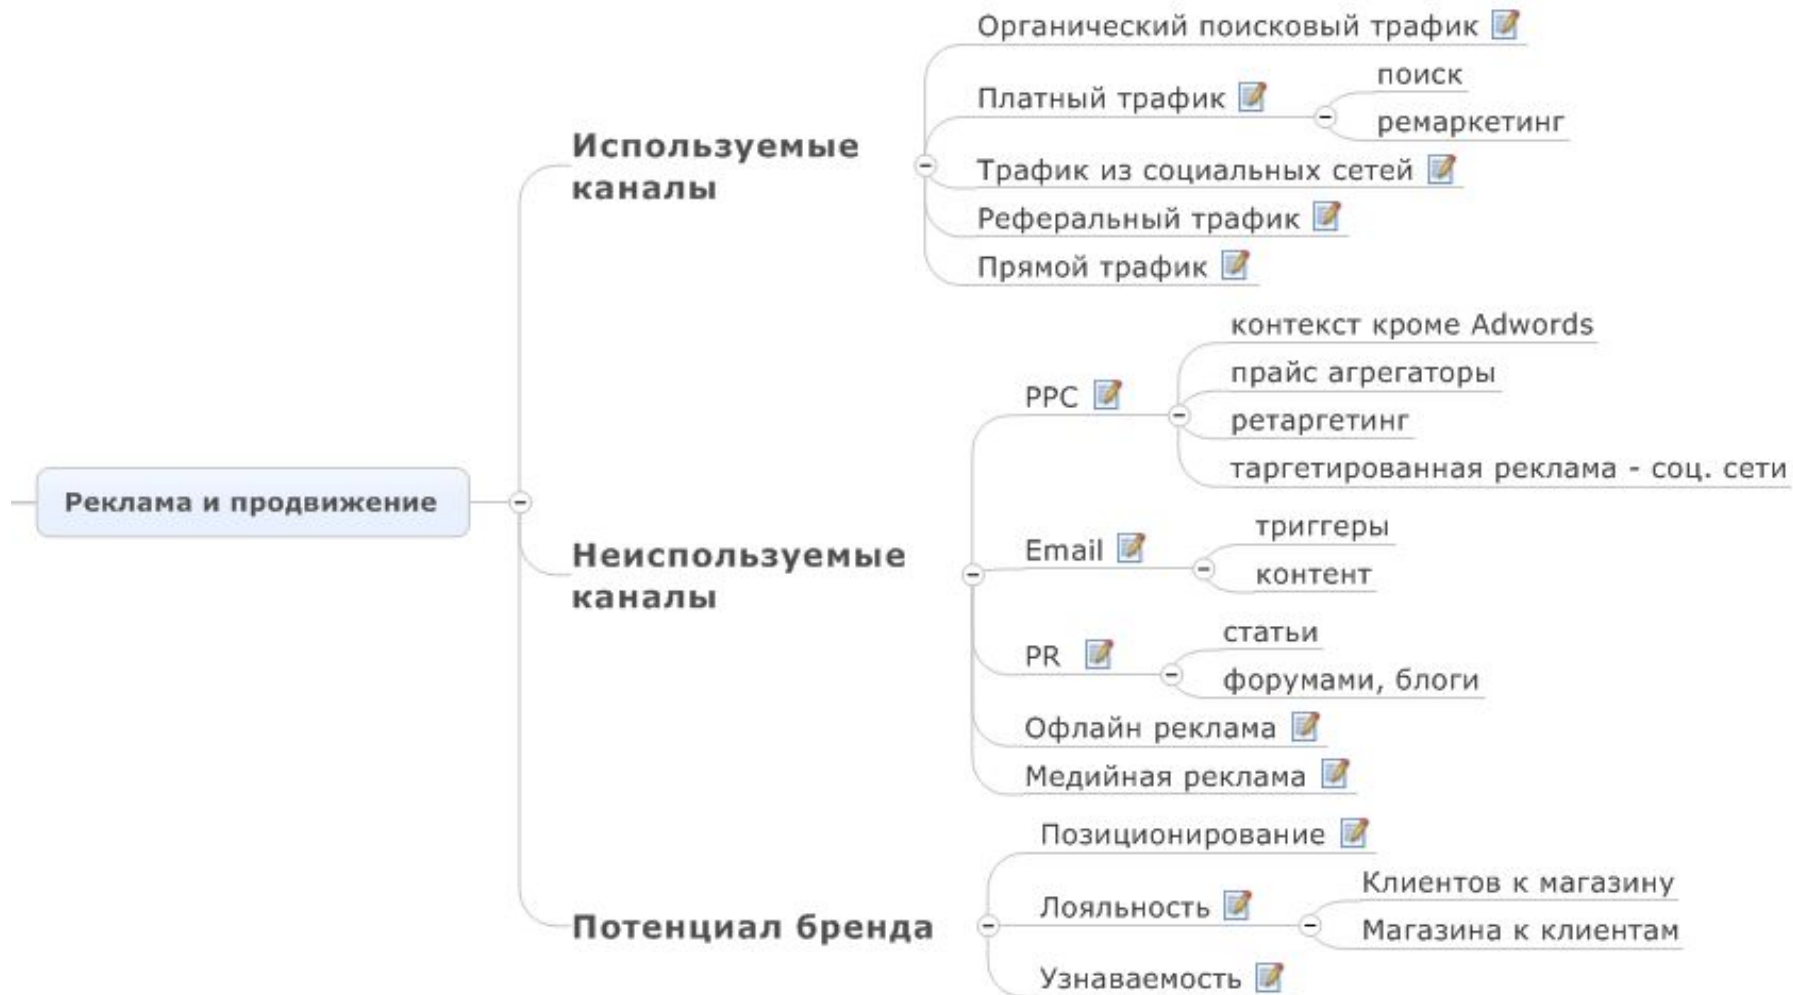 Реклама и продвижение
Используемые
каналы
Органический поисковый трафик
Платный трафик
поиск
ремаркетинг
Трафик из социальных сетей
Реферальный трафик
Прямой трафик
Неиспользуемые
каналы
PPC
контекст кроме Adwords
прайс агрегаторы
ретаргетинг
таргетированная реклама - соц. сети
Email
триггеры
контент
PR
статьи
форумами, блоги
Офлайн реклама
Медийная реклама
Потенциал бренда
Позиционирование
Лояльность
Клиентов к магазину
Магазина к клиентам
Узнаваемость